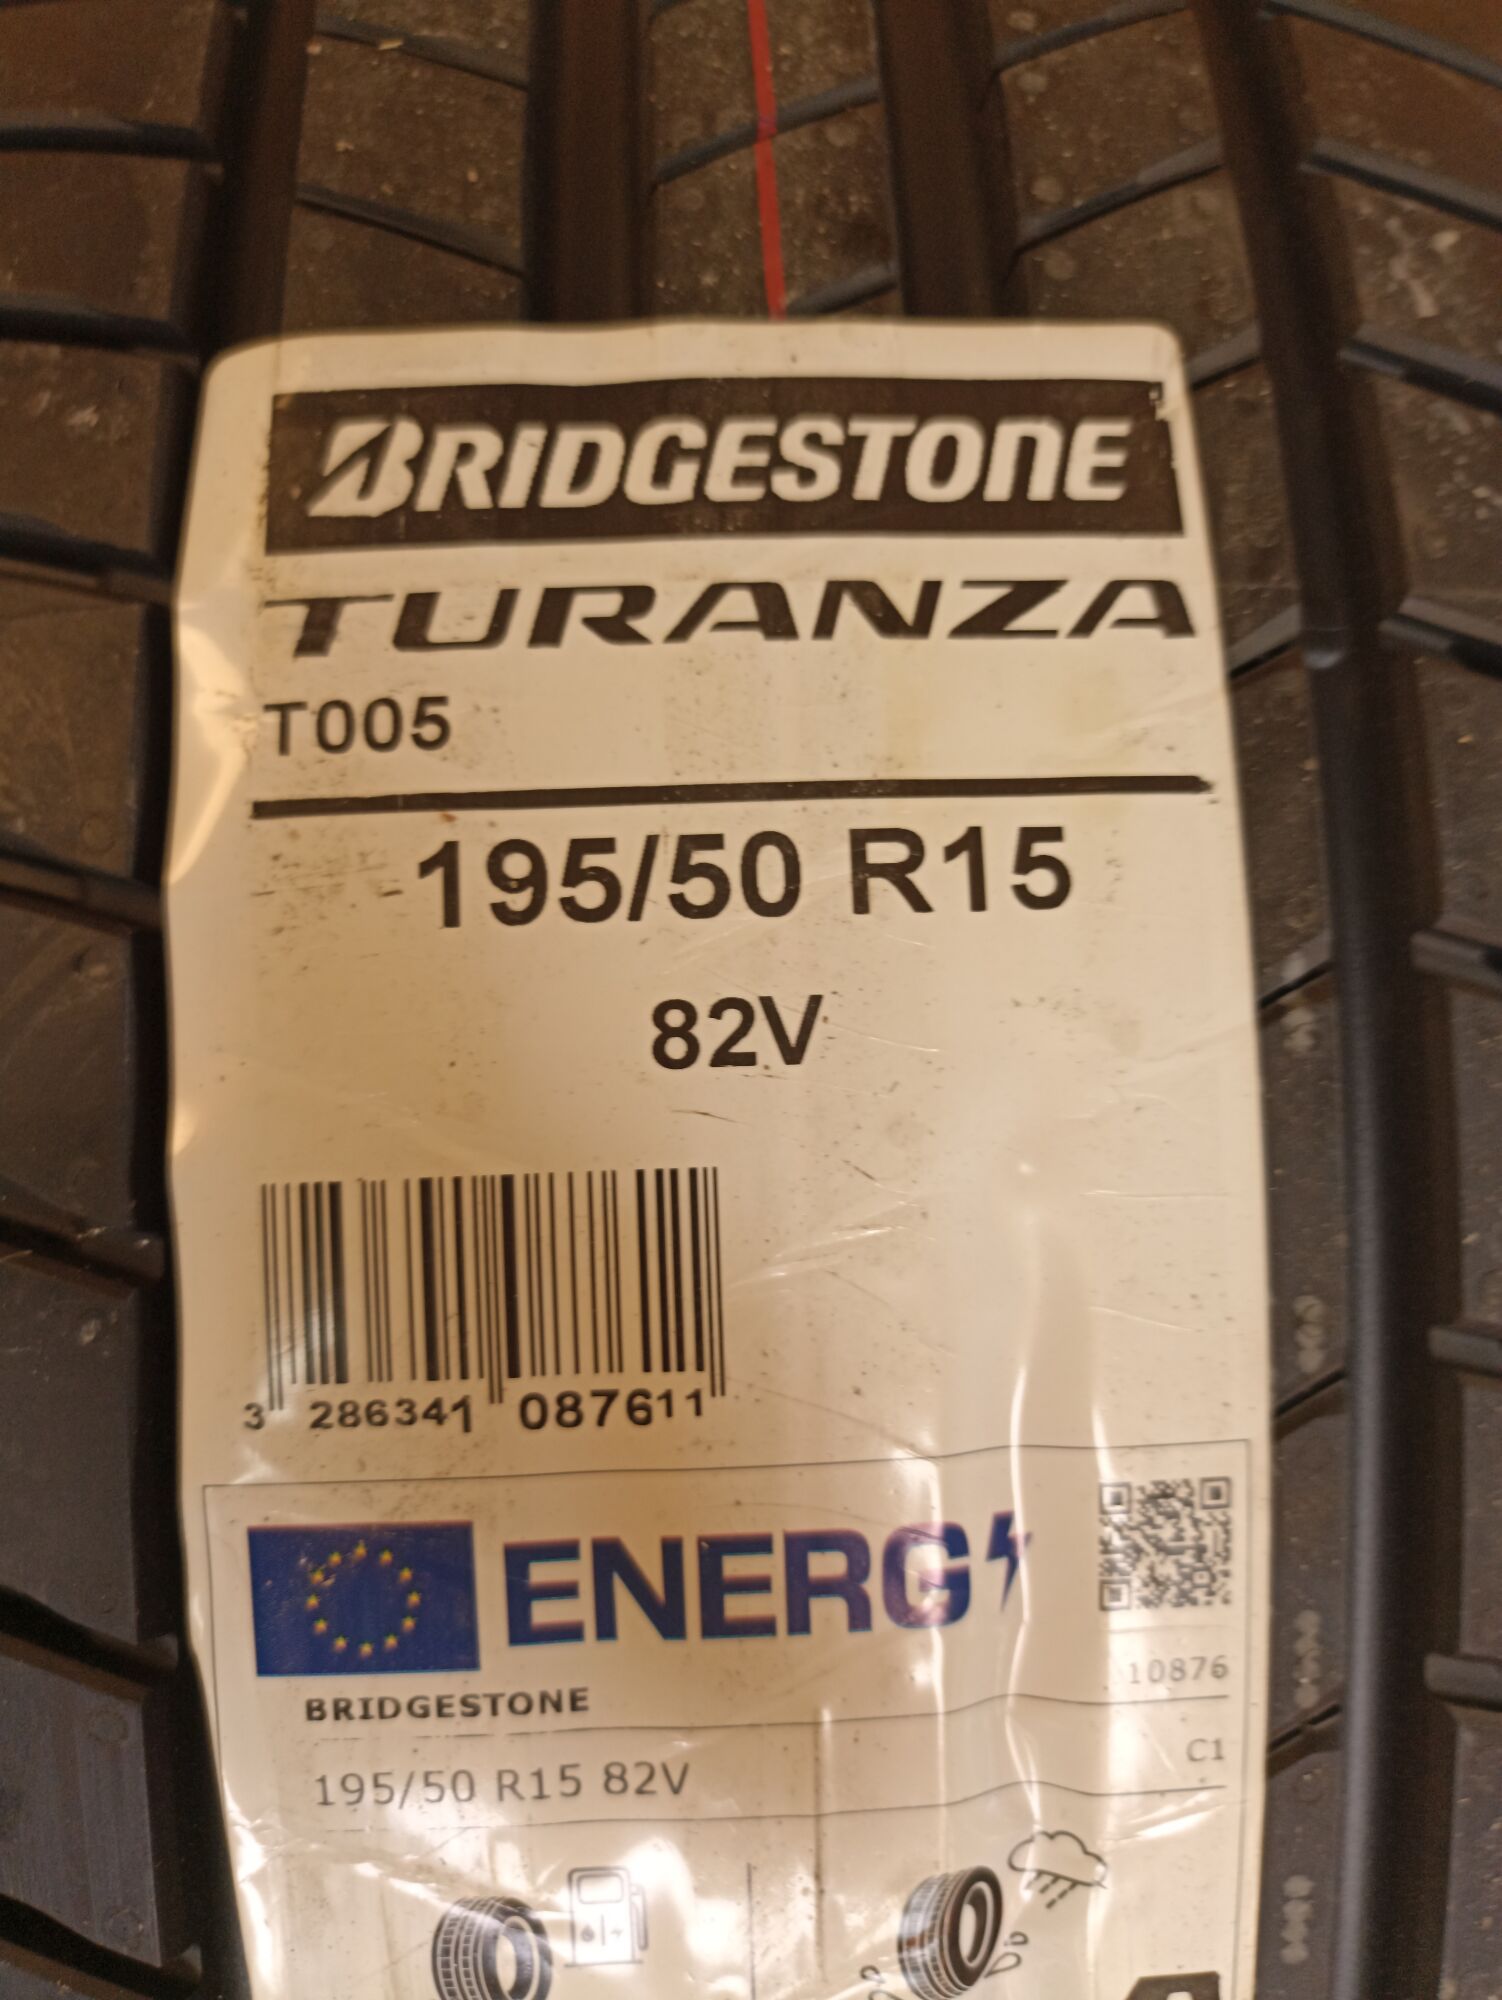 BRIDGESTONE
TURANZA
T005
195/50 R15
82V
3 286341 087611
ENERG
10876
BRIDGESTONE
C1
195/50 R15 82V
A